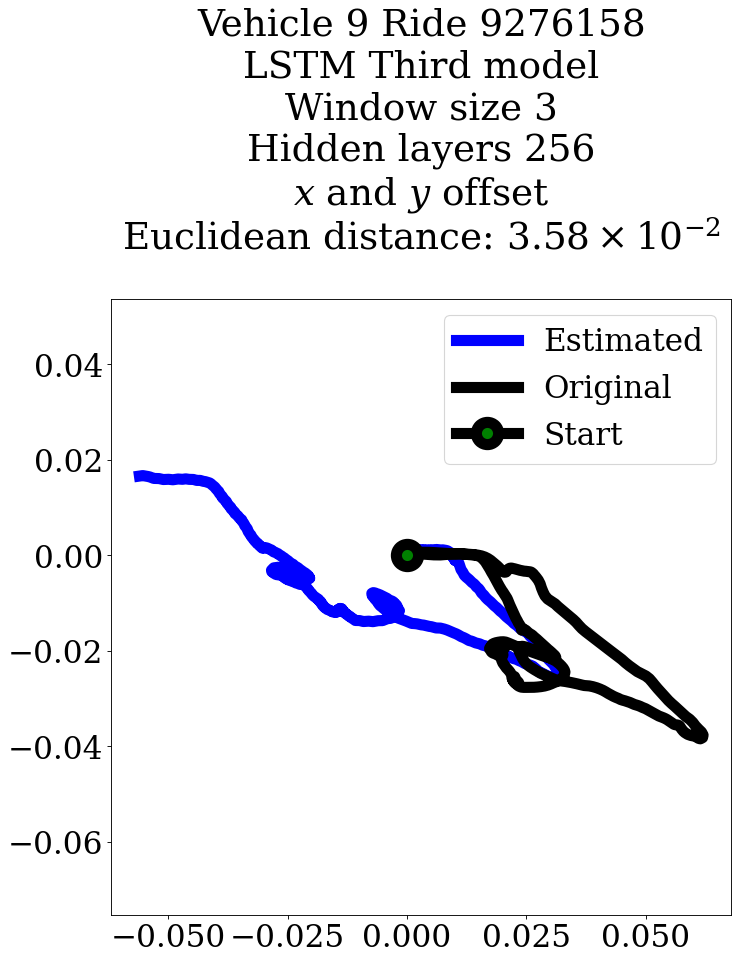 Vehicle 9 Ride 9276158
LSTM Third model
Window size 3
Hidden layers 256
x and y offset
Euclidean distance: 3.58 × 10⁻²
Estimated
Original
Start
0.04
0.02
0.00
−0.02
−0.04
−0.06
−0.050 −0.025 0.000 0.025 0.050